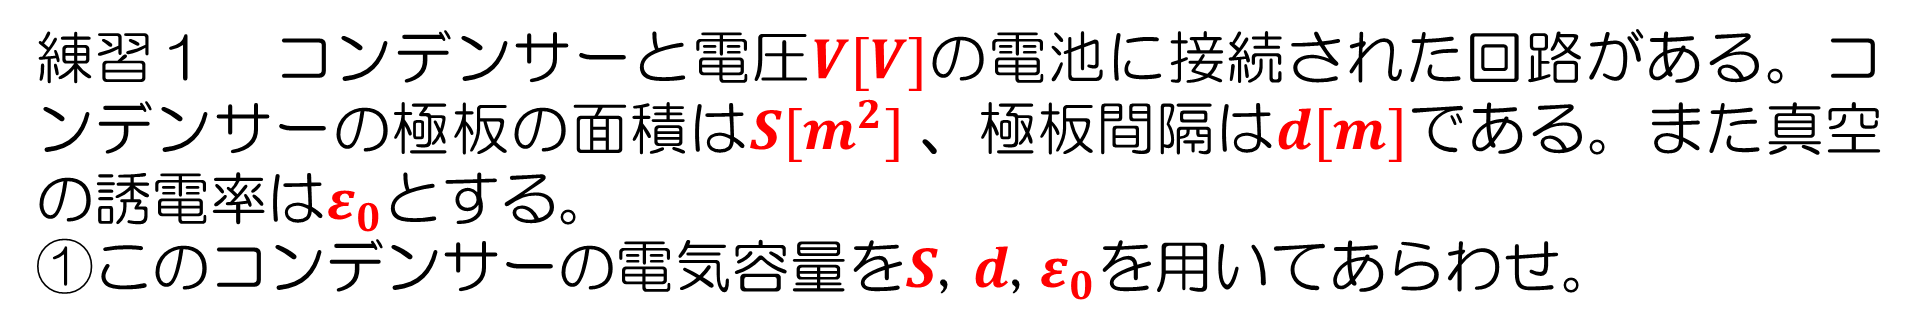 練習１　コンデンサーと電圧V[V]の電池に接続された回路がある。コ
ンデンサーの極板の面積はS[m²]、極板間隔はd[m]である。また真空
の誘電率はε₀とする。
①このコンデンサーの電気容量をS, d, ε₀を用いてあらわせ。